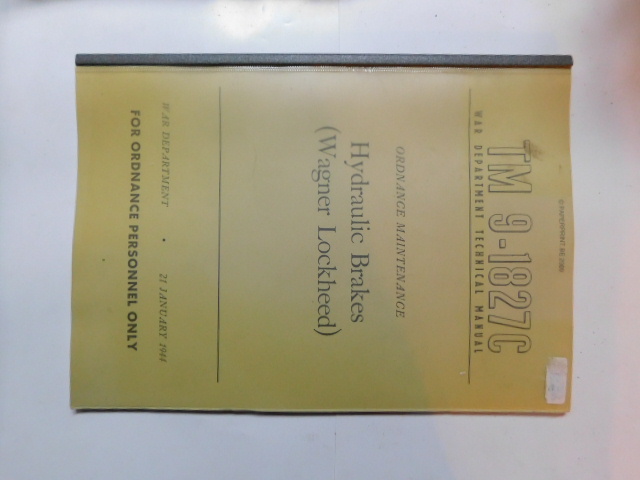 TM 9-1827C
WAR DEPARTMENT TECHNICAL MANUAL
ORDNANCE MAINTENANCE
Hydraulic Brakes
(Wagner Lockheed)
WAR DEPARTMENT • 21 JANUARY 1944
FOR ORDNANCE PERSONNEL ONLY